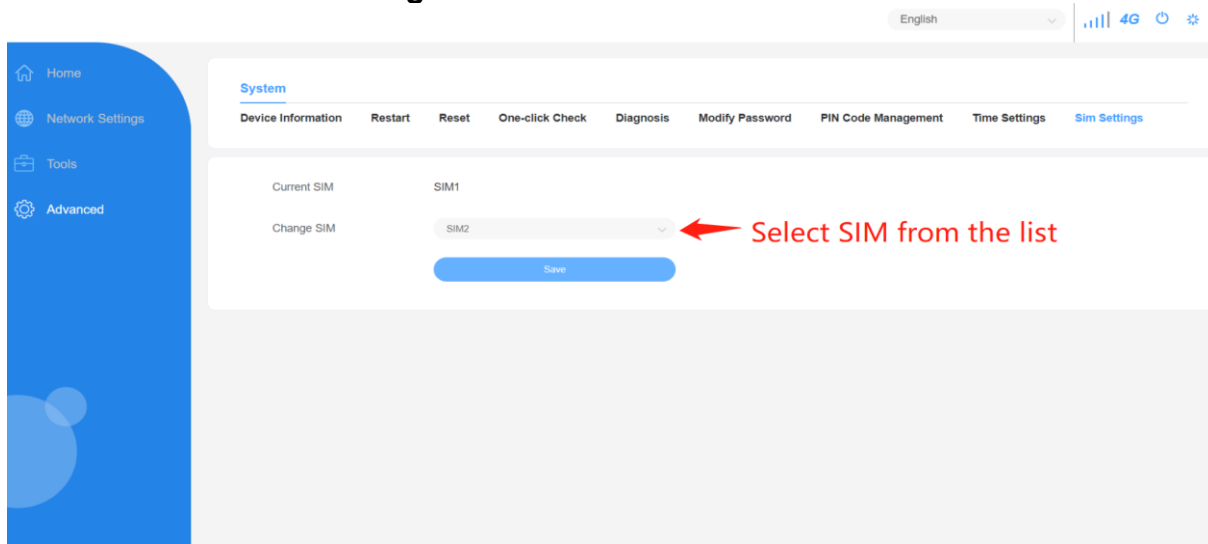 English
4G
Home
System
Network Settings
Device Information Restart Reset One-click Check Diagnosis Modify Password PIN Code Management Time Settings Sim Settings
Tools
Current SIM SIM1
Advanced
Change SIM SIM2
Select SIM from the list
Save